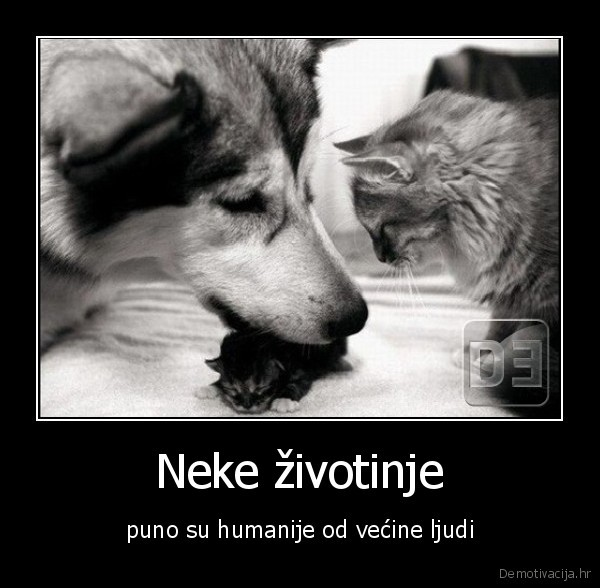 DE
Neke životinje
puno su humanije od većine ljudi
Demotivacija.hr